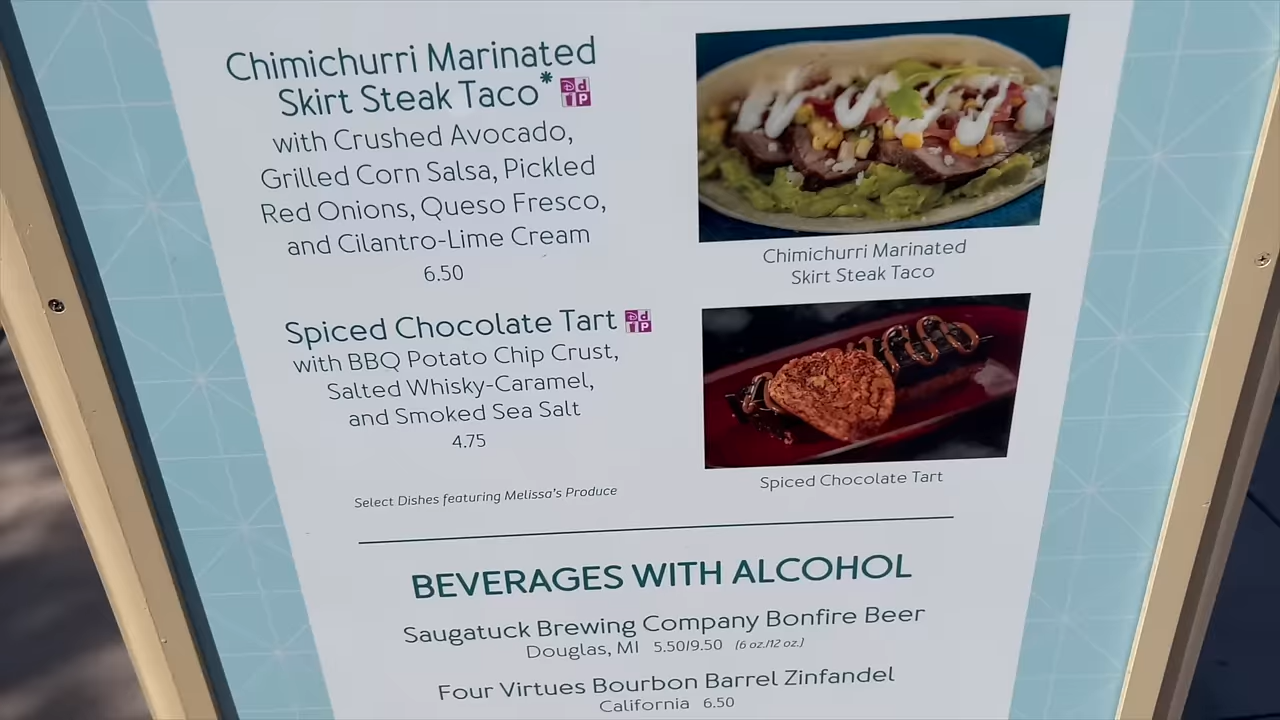 Chimichurri Marinated
Skirt Steak Taco*
with Crushed Avocado,
Grilled Corn Salsa, Pickled
Red Onions, Queso Fresco,
and Cilantro-Lime Cream
6.50
Chimichurri Marinated
Skirt Steak Taco
Spiced Chocolate Tart
with BBQ Potato Chip Crust,
Salted Whisky-Caramel,
and Smoked Sea Salt
4.75
Spiced Chocolate Tart
Select Dishes featuring Melissa's Produce
BEVERAGES WITH ALCOHOL
Saugatuck Brewing Company Bonfire Beer
Douglas, MI 5.50/9.50 (6 oz./12 oz.)
Four Virtues Bourbon Barrel Zinfandel
California 6.50